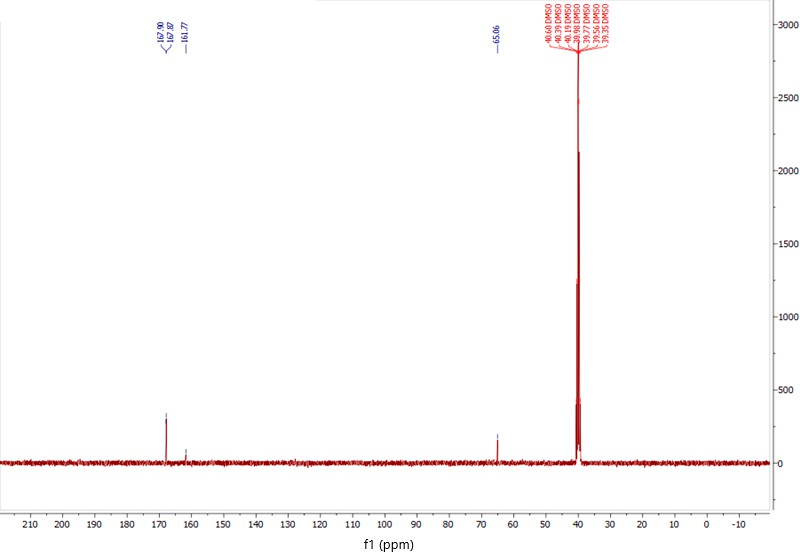 167.90
167.87
161.77
65.06
40.60 DMSO
40.39 DMSO
40.19 DMSO
39.98 DMSO
39.77 DMSO
39.56 DMSO
39.35 DMSO
3000
2500
2000
1500
1000
500
0
210 200 190 180 170 160 150 140 130 120 110 100 90 80 70 60 50 40 30 20 10 0 -10
f1 (ppm)